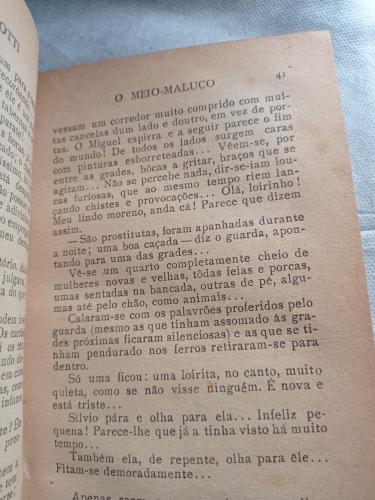 OTTI
O MEIO-MALUCO 41
vessam um corredor muito comprido com mui-
tas cancelas dum lado e doutro, em vez de por-
tas. O Miguel espirra e a seguir parece o fim
do mundo! De todos os lados surgem caras
com pinturas esborreteadas... Vêem-se, por
entre as grades, bôcas a gritar, braços que se
agitam... Não se percebe nada, dir-se-iam lou-
cas furiosas, que ao mesmo tempo riem lan-
çando chistes e provocações... Olá, loirinho!
Meu lindo moreno, anda cá! Parece que dizem
assim.
— São prostitutas, foram apanhadas durante
a noite; uma boa caçada — diz o guarda, apon-
tando para uma das grades...
Vê-se um quarto completamente cheio de
mulheres novas e velhas, tôdas feias e porcas,
umas sentadas na bancada, outras de pé, algu-
mas até pelo chão, como animais...
Calaram-se com os palavrões proferidos pelo
guarda (mesmo as que tinham assomado às gra-
des próximas ficaram silenciosas) e as que se ti-
nham pendurado nos ferros retiraram-se para
dentro.
Só uma ficou: uma loirita, no canto, muito
quieta, como se não visse ninguém. É nova e
está triste...
Sílvio pára e olha para ela... Infeliz pe-
quena! Parece-lhe que já a tinha visto há muito
tempo...
Também ela, de repente, olha para êle...
Fitam-se demoradamente...